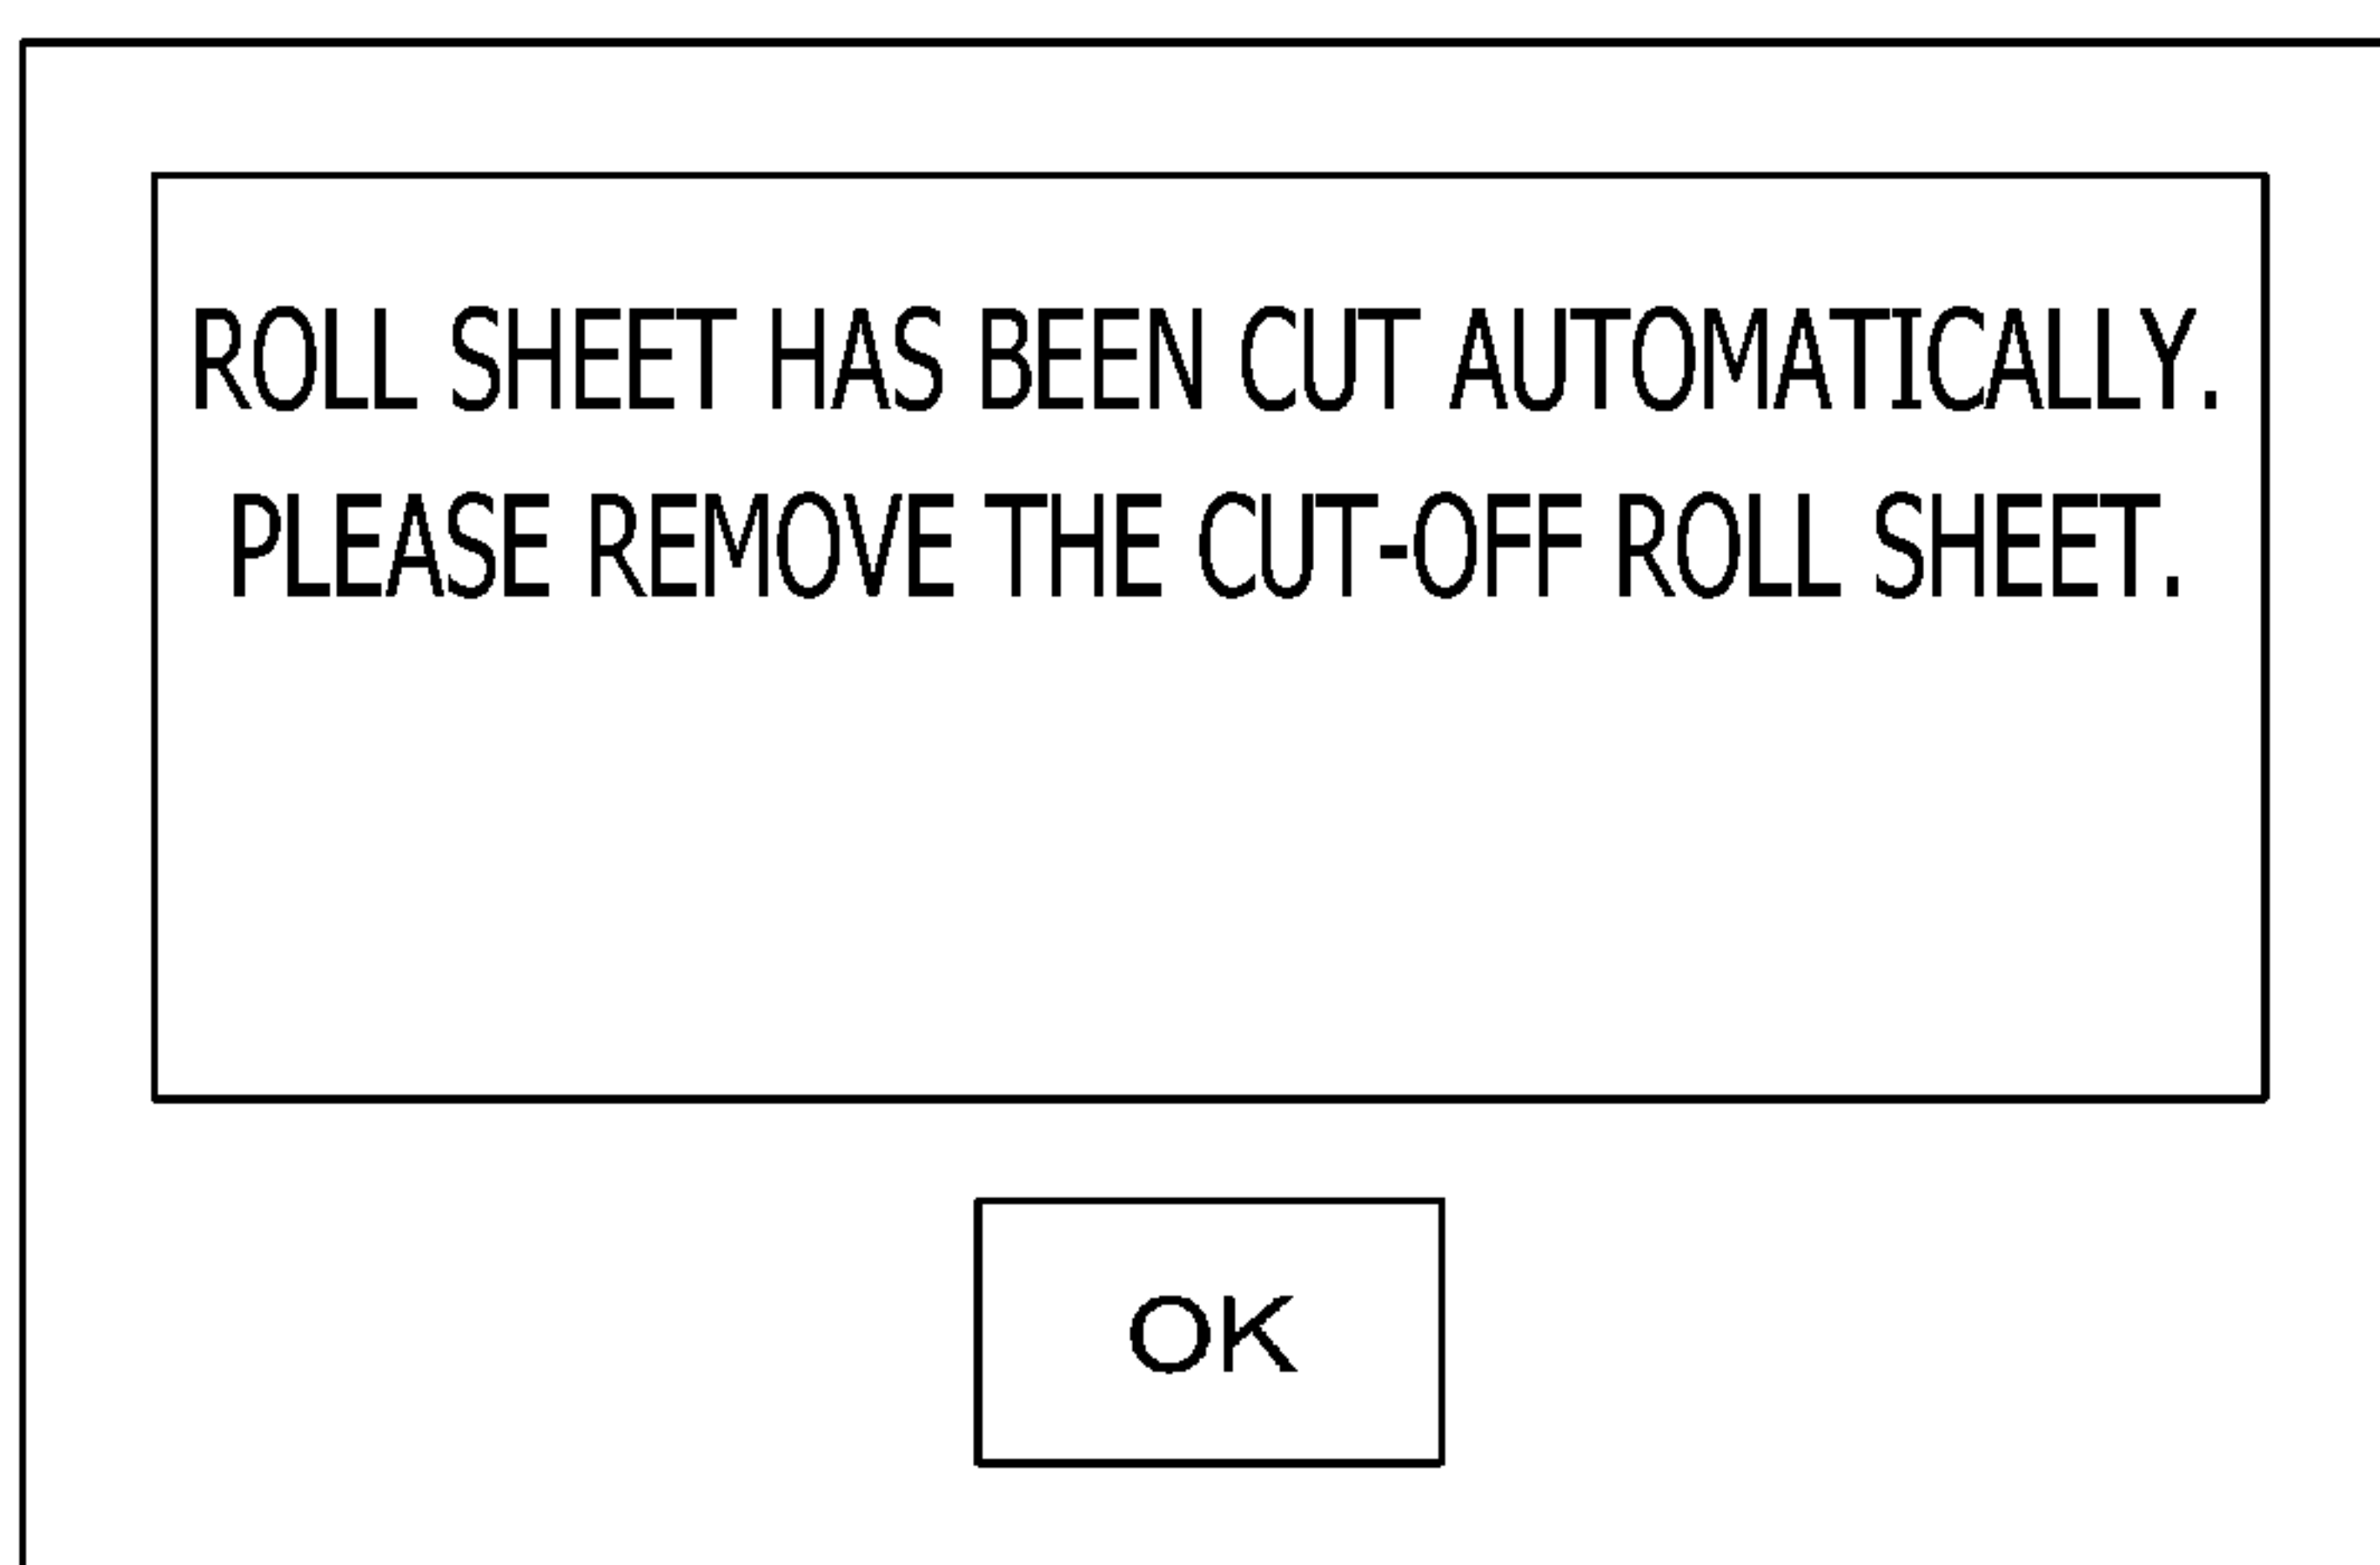 ROLL SHEET HAS BEEN CUT AUTOMATICALLY.
PLEASE REMOVE THE CUT-OFF ROLL SHEET.
OK